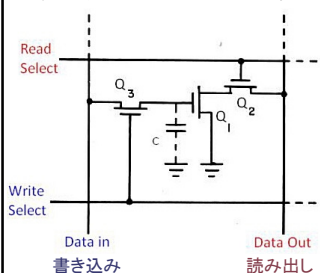 Read
Select
Q3
Q2
Q1
C
Write
Select
Data in
Data Out
書き込み
読み出し